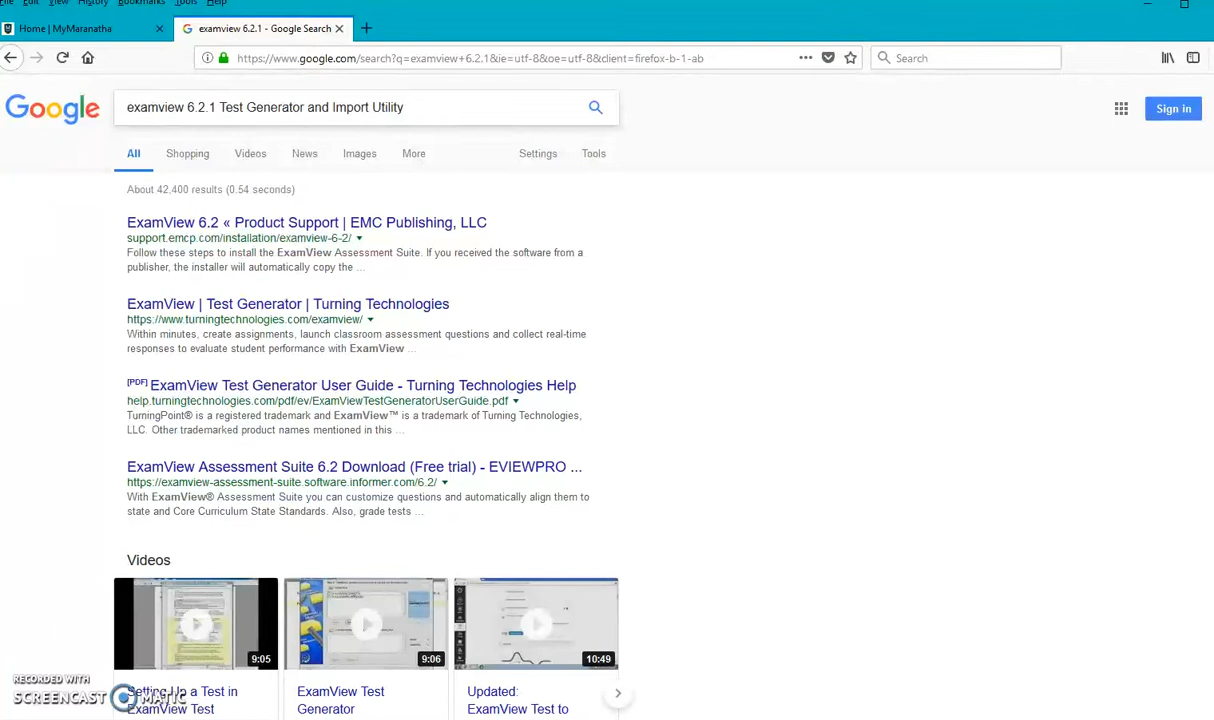 File Edit View History Bookmarks Tools Help
Home | MyMaranatha
examview 6.2.1 - Google Search
https://www.google.com/search?q=examview+6.2.1&ie=utf-8&oe=utf-8&client=firefox-b-1-ab
Search
Google
examview 6.2.1 Test Generator and Import Utility
Sign in
All Shopping Videos News Images More Settings Tools
About 42,400 results (0.54 seconds)
ExamView 6.2 « Product Support | EMC Publishing, LLC
support.emcp.com/installation/examview-6-2/
Follow these steps to install the ExamView Assessment Suite. If you received the software from a
publisher, the installer will automatically copy the ...
ExamView | Test Generator | Turning Technologies
https://www.turningtechnologies.com/examview/
Within minutes, create assignments, launch classroom assessment questions and collect real-time
responses to evaluate student performance with ExamView ...
[PDF] ExamView Test Generator User Guide - Turning Technologies Help
help.turningtechnologies.com/pdf/ev/ExamViewTestGeneratorUserGuide.pdf
TurningPoint® is a registered trademark and ExamView™ is a trademark of Turning Technologies,
LLC. Other trademarked product names mentioned in this ...
ExamView Assessment Suite 6.2 Download (Free trial) - EVIEWPRO ...
https://examview-assessment-suite.software.informer.com/6.2/
With ExamView® Assessment Suite you can customize questions and automatically align them to
state and Core Curriculum State Standards. Also, grade tests ...
Videos
9:05
9:06
10:49
Setting Up a Test in
ExamView Test
ExamView Test
Generator
Updated:
ExamView Test to
RECORDED WITH
SCREENCAST MATIC